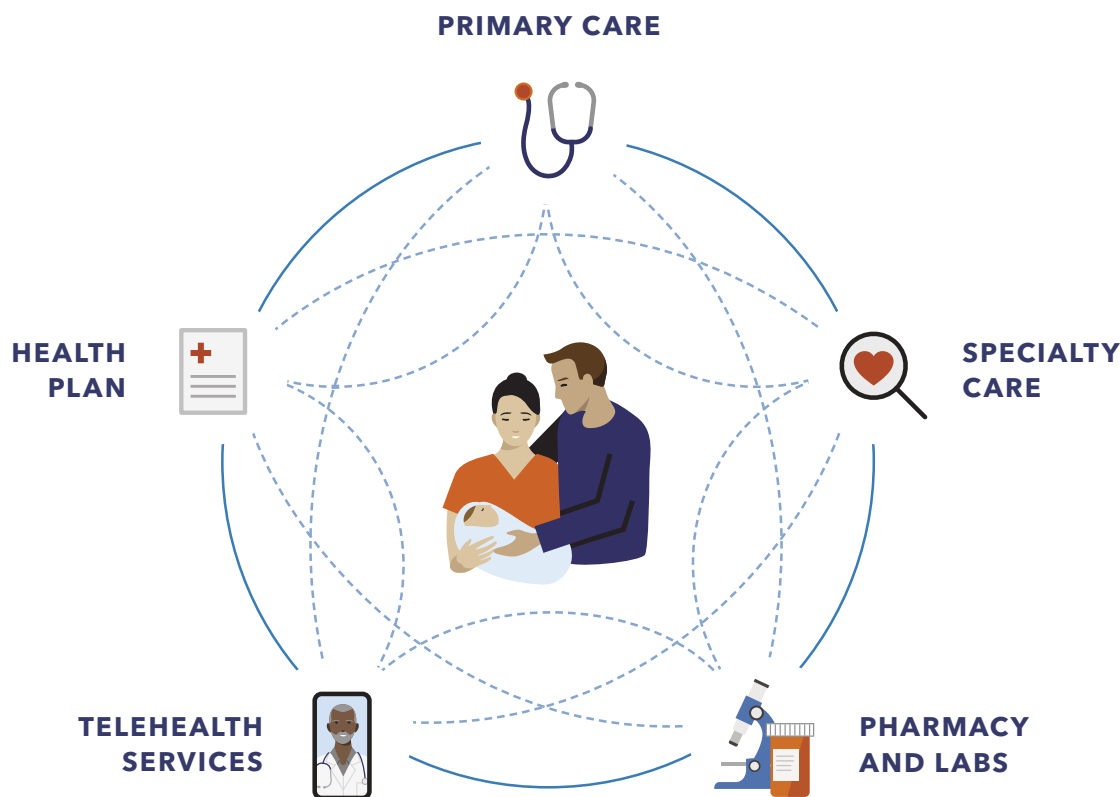 PRIMARY CARE
HEALTH
PLAN
SPECIALTY
CARE
TELEHEALTH
SERVICES
PHARMACY
AND LABS